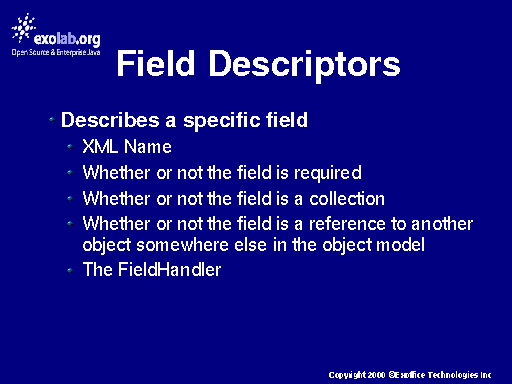 exolab.org
Open Source & Enterprise Java
Field Descriptors
Describes a specific field
XML Name
Whether or not the field is required
Whether or not the field is a collection
Whether or not the field is a reference to another
object somewhere else in the object model
The FieldHandler
Copyright 2000 ©Exoffice Technologies Inc